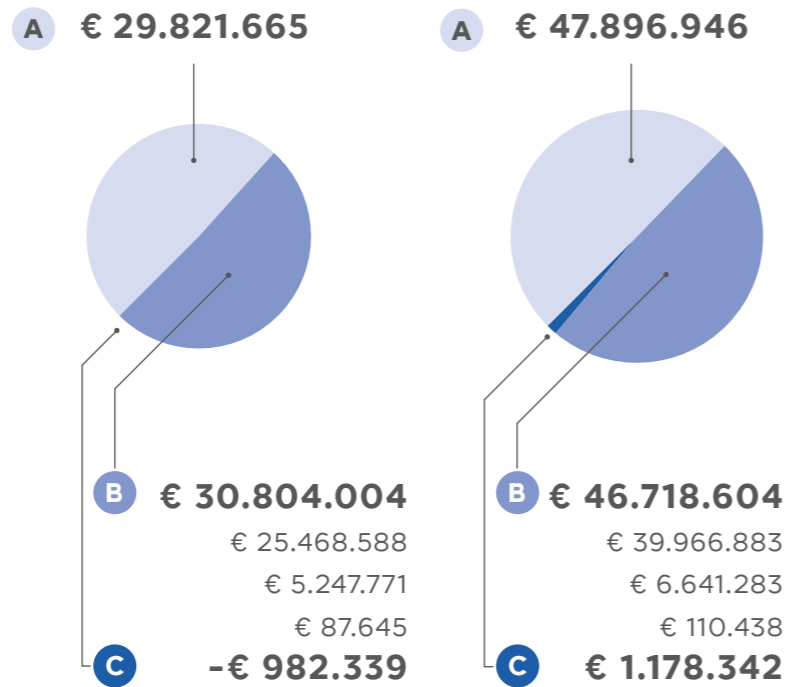 A € 29.821.665
A € 47.896.946
B € 30.804.004
€ 25.468.588
€ 5.247.771
€ 87.645
C -€ 982.339
B € 46.718.604
€ 39.966.883
€ 6.641.283
€ 110.438
C € 1.178.342